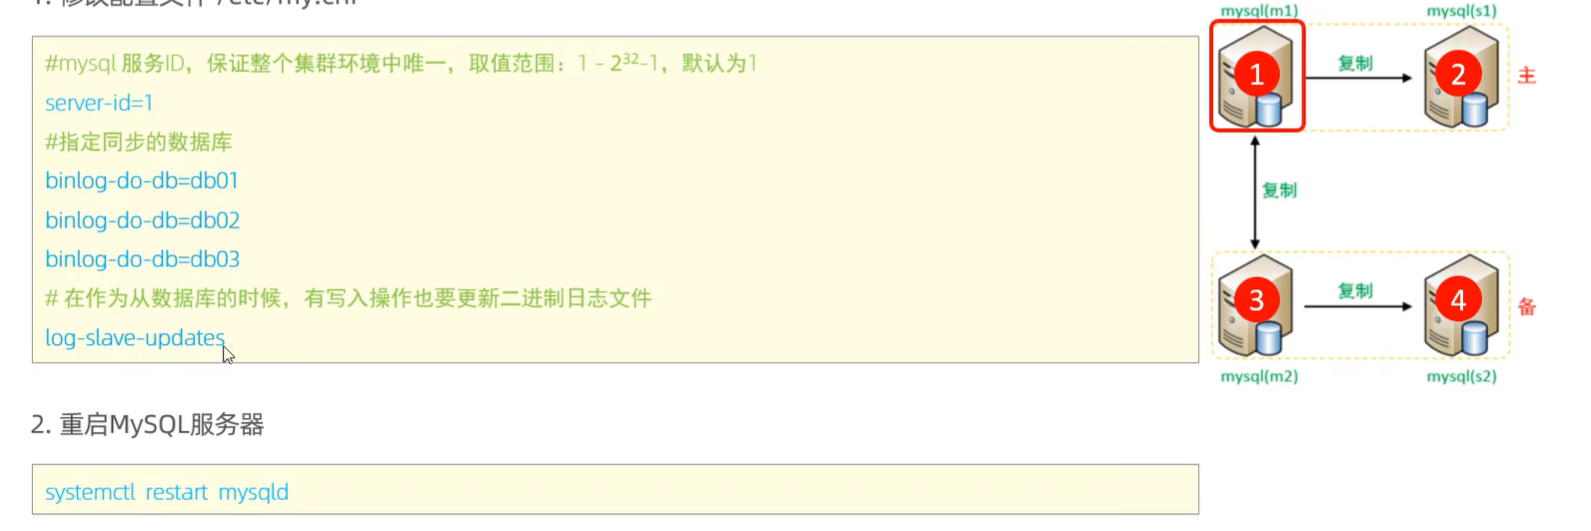 1. 修改配置文件 /etc/my.cnf
#mysql 服务ID，保证整个集群环境中唯一，取值范围：1 – 2³²-1，默认为1
server-id=1
#指定同步的数据库
binlog-do-db=db01
binlog-do-db=db02
binlog-do-db=db03
# 在作为从数据库的时候，有写入操作也要更新二进制日志文件
log-slave-updates
2. 重启MySQL服务器
systemctl restart mysqld
mysql(m1)
mysql(s1)
1
复制
2
主
复制
3
复制
4
备
mysql(m2)
mysql(s2)